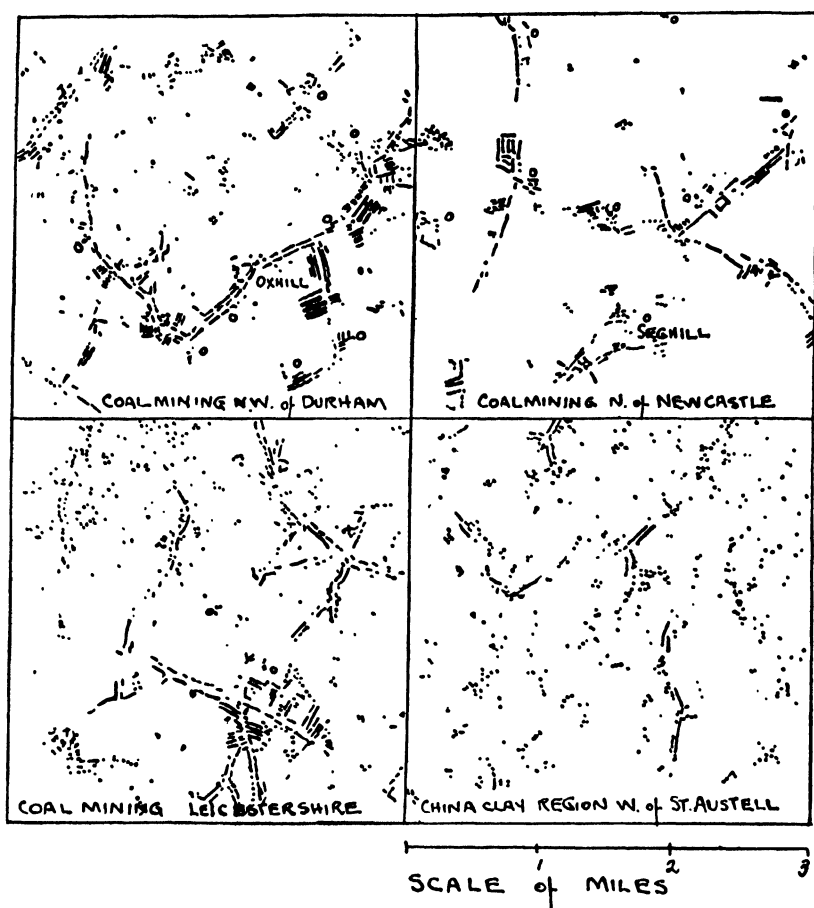 OXHILL
COALMINING N.W. of DURHAM
SEGHILL
COALMINING N. of NEWCASTLE
COAL MINING LEICESTERSHIRE
CHINA CLAY REGION W. of ST. AUSTELL
1 2 3
SCALE of MILES